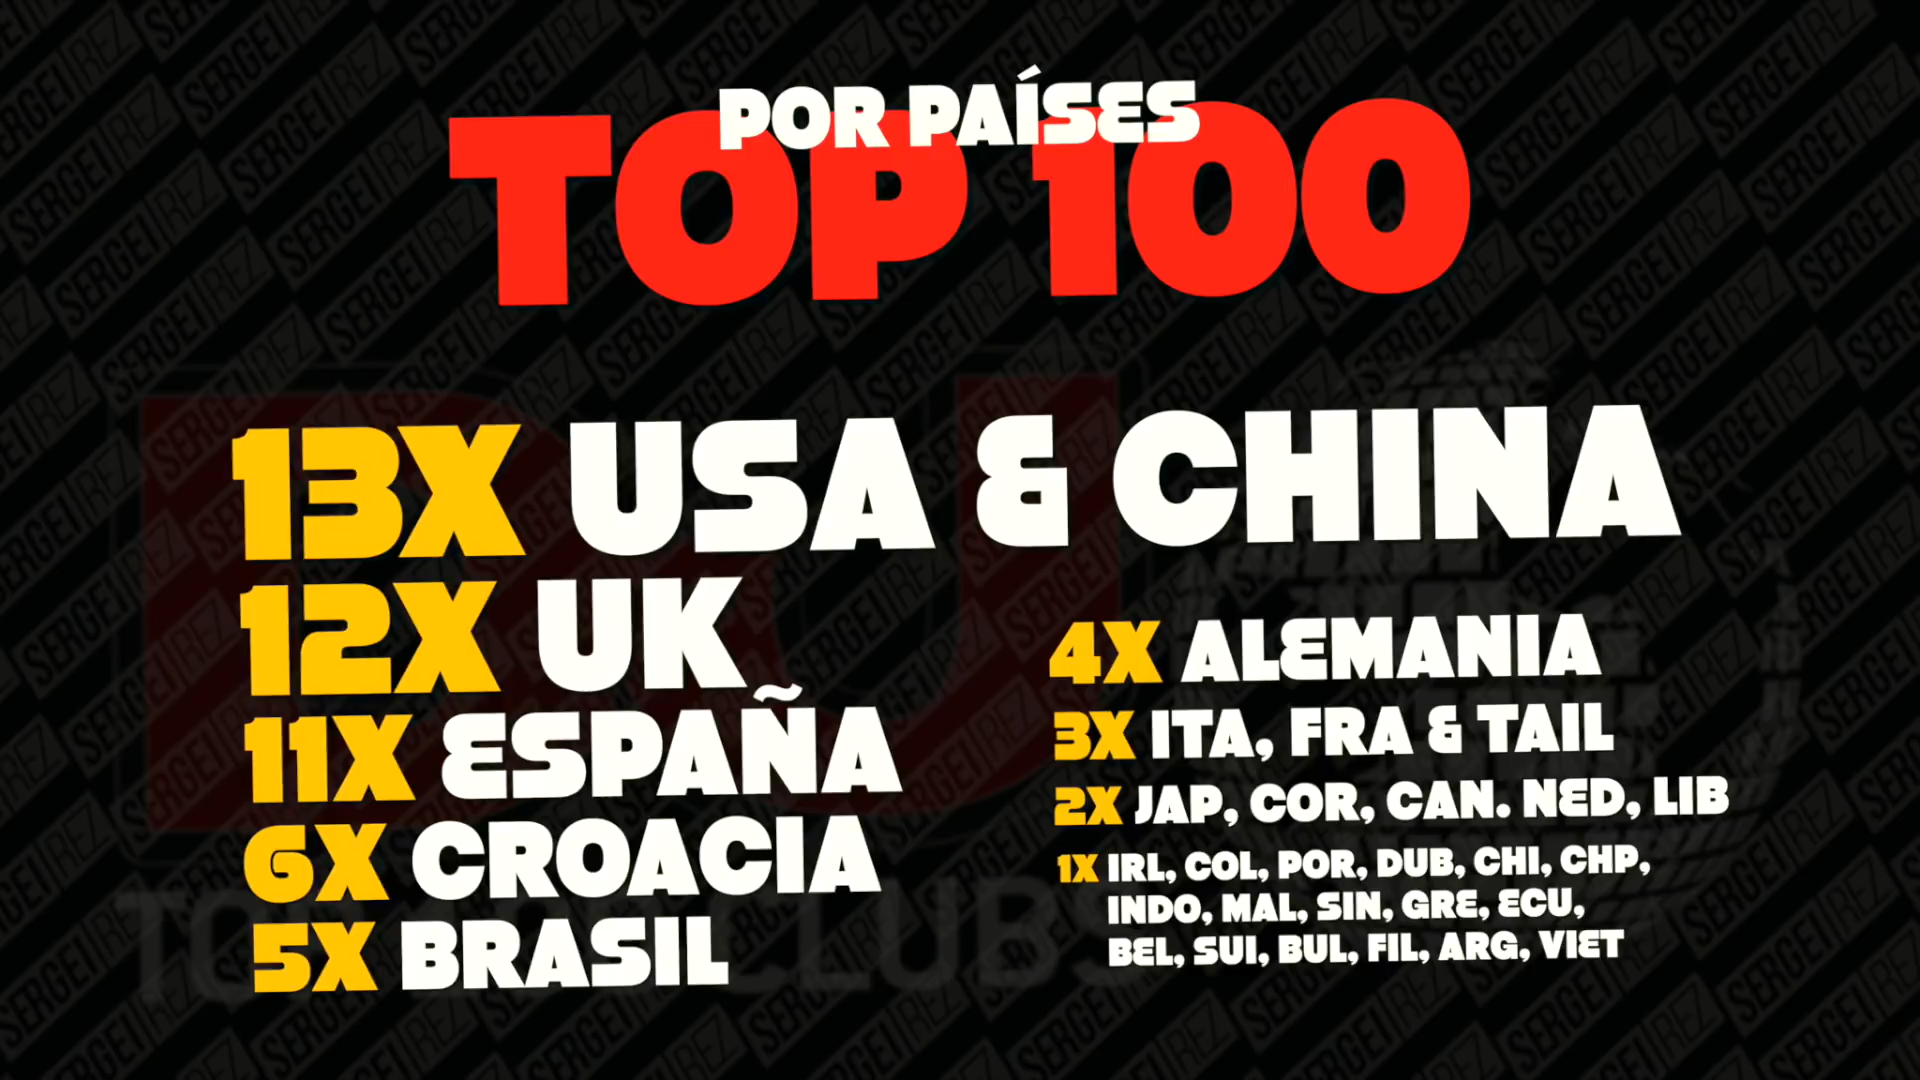 POR PAÍSES
TOP 100
13X USA & CHINA
12X UK
11X ESPAÑA
6X CROACIA
5X BRASIL
4X ALEMANIA
3X ITA, FRA & TAIL
2X JAP, COR, CAN. NED, LIB
1X IRL, COL, POR, DUB, CHI, CHP,
INDO, MAL, SIN, GRE, ECU,
BEL, SUI, BUL, FIL, ARG, VIET
SERGEI REZ